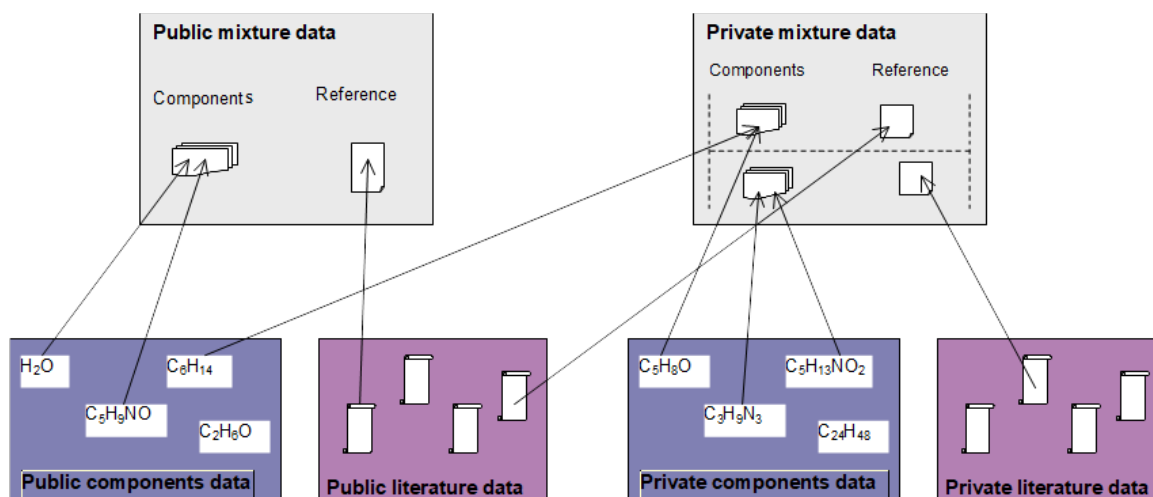 Public mixture data
Components
Reference
Private mixture data
Components
Reference
H₂O
C₆H₁₄
C₅H₉NO
C₂H₆O
Public components data
Public literature data
C₅H₈O
C₅H₁₃NO₂
C₃H₉N₃
C₂₄H₄₈
Private components data
Private literature data